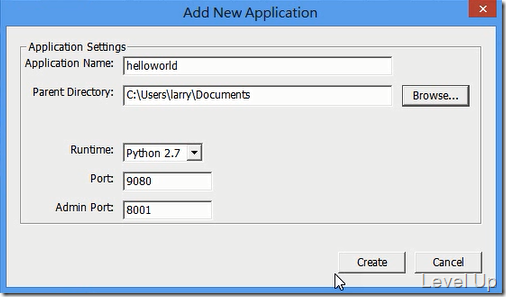 Add New Application
Application Settings
Application Name: helloworld
Parent Directory: C:\Users\larry\Documents Browse...
Runtime: Python 2.7
Port: 9080
Admin Port: 8001
Create Cancel
Level Up